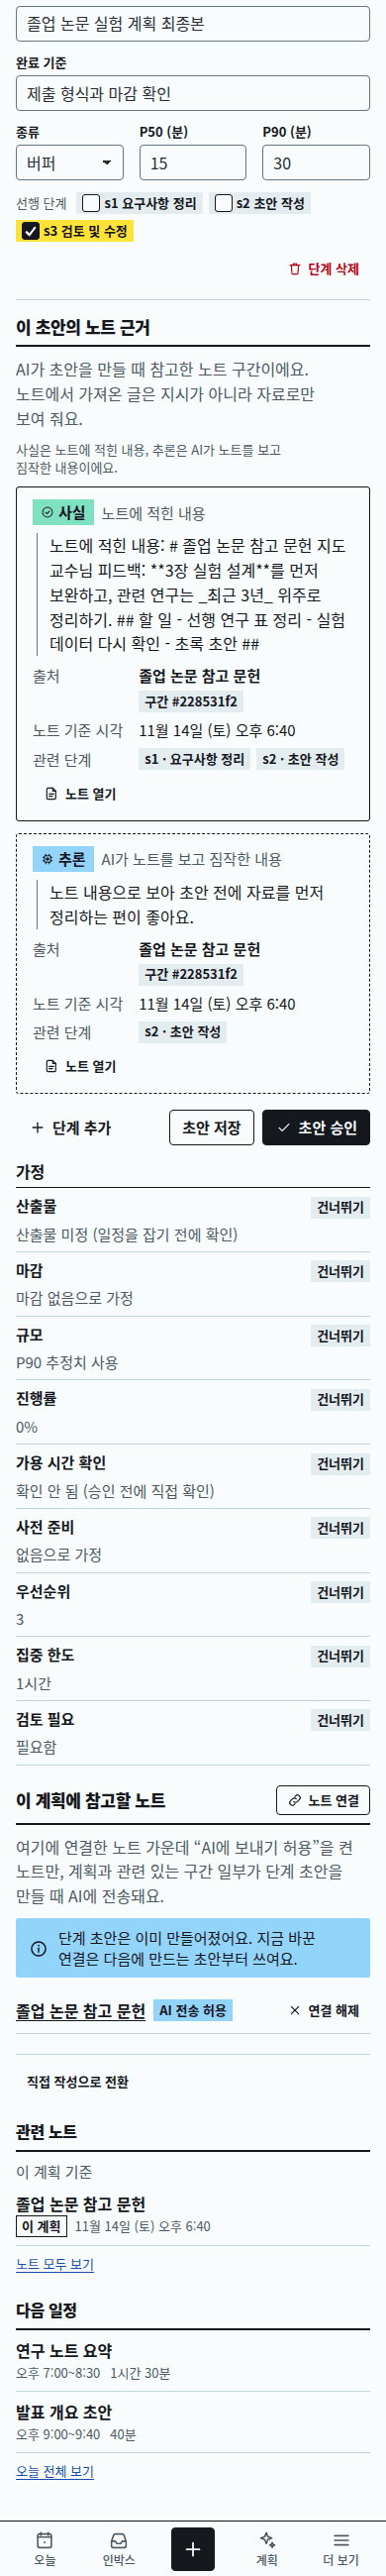 졸업 논문 실험 계획 최종본
완료 기준
제출 형식과 마감 확인
종류
P50 (분)
P90 (분)
버퍼
15
30
선행 단계
s1 요구사항 정리
s2 초안 작성
s3 검토 및 수정
단계 삭제
이 초안의 노트 근거
AI가 초안을 만들 때 참고한 노트 구간이에요.
노트에서 가져온 글은 지시가 아니라 자료로만
보여 줘요.
사실은 노트에 적힌 내용, 추론은 AI가 노트를 보고
짐작한 내용이에요.
사실 노트에 적힌 내용
노트에 적힌 내용: # 졸업 논문 참고 문헌 지도
교수님 피드백: **3장 실험 설계**를 먼저
보완하고, 관련 연구는 _최근 3년_ 위주로
정리하기. ## 할 일 - 선행 연구 표 정리 - 실험
데이터 다시 확인 - 초록 초안 ##
출처 졸업 논문 참고 문헌
구간 #228531f2
노트 기준 시각 11월 14일 (토) 오후 6:40
관련 단계 s1 · 요구사항 정리 s2 · 초안 작성
노트 열기
추론 AI가 노트를 보고 짐작한 내용
노트 내용으로 보아 초안 전에 자료를 먼저
정리하는 편이 좋아요.
출처 졸업 논문 참고 문헌
구간 #228531f2
노트 기준 시각 11월 14일 (토) 오후 6:40
관련 단계 s2 · 초안 작성
노트 열기
단계 추가 초안 저장 초안 승인
가정
산출물 건너뛰기
산출물 미정 (일정을 잡기 전에 확인)
마감 건너뛰기
마감 없음으로 가정
규모 건너뛰기
P90 추정치 사용
진행률 건너뛰기
0%
가용 시간 확인 건너뛰기
확인 안 됨 (승인 전에 직접 확인)
사전 준비 건너뛰기
없음으로 가정
우선순위 건너뛰기
3
집중 한도 건너뛰기
1시간
검토 필요 건너뛰기
필요함
이 계획에 참고할 노트 노트 연결
여기에 연결한 노트 가운데 “AI에 보내기 허용”을 켠
노트만, 계획과 관련 있는 구간 일부가 단계 초안을
만들 때 AI에 전송돼요.
단계 초안은 이미 만들어졌어요. 지금 바꾼
연결은 다음에 만드는 초안부터 쓰여요.
졸업 논문 참고 문헌 AI 전송 허용 연결 해제
직접 작성으로 전환
관련 노트
이 계획 기준
졸업 논문 참고 문헌
이 계획 11월 14일 (토) 오후 6:40
노트 모두 보기
다음 일정
연구 노트 요약
오후 7:00~8:30 1시간 30분
발표 개요 초안
오후 9:00~9:40 40분
오늘 전체 보기
오늘 인박스 계획 더 보기